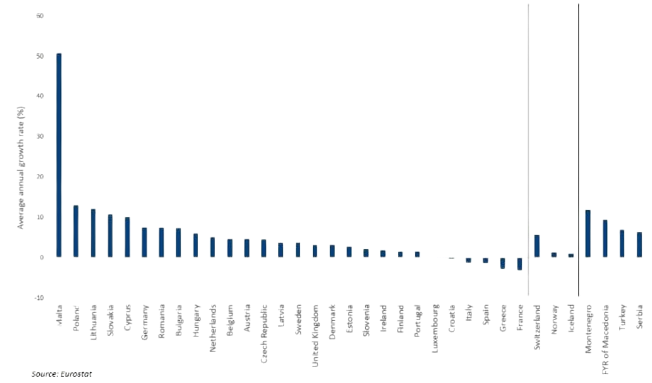 60
50
40
30
20
10
0
-10
Average annual growth rate (%)
Malta
Poland
Lithuania
Slovakia
Cyprus
Germany
Romania
Bulgaria
Hungary
Netherlands
Belgium
Austria
Czech Republic
Latvia
Sweden
United Kingdom
Denmark
Estonia
Slovenia
Ireland
Finland
Portugal
Luxembourg
Croatia
Italy
Spain
Greece
France
Switzerland
Norway
Iceland
Montenegro
FYR of Macedonia
Turkey
Serbia
Source: Eurostat